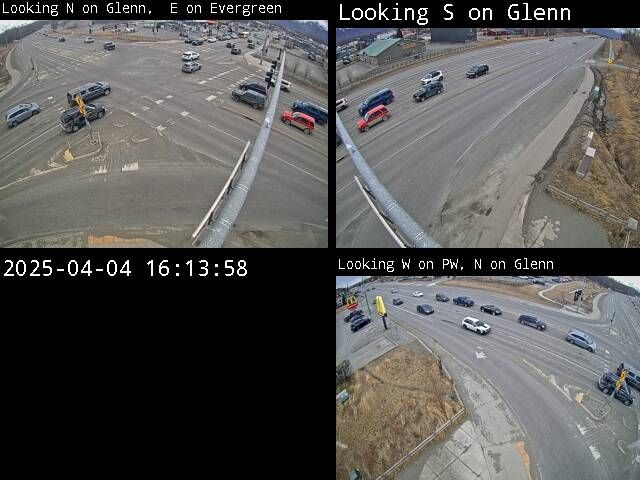 Looking N on Glenn,  E on Evergreen
Looking S on Glenn
2025-04-04 16:13:58
Looking W on PW, N on Glenn